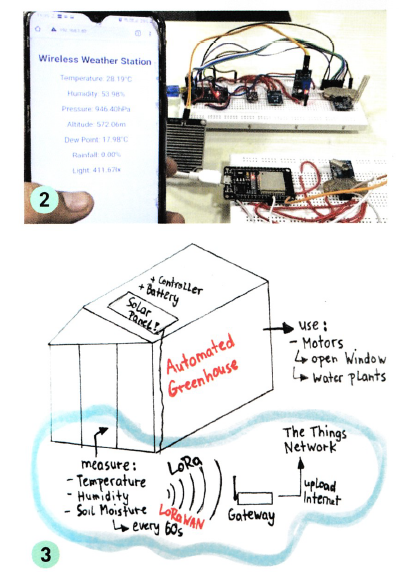 Wireless Weather Station
Temperature: 28.19°C
Humidity: 53.98%
Pressure: 946.40hPa
Altitude: 572.06m
Dew Point: 17.98°C
Rainfall: 0.00%
Light: 411.67lx
2
+ Controller
+ Battery
Solar
Panel!
Automated
Greenhouse
use:
- Motors
↳ open Window
↳ water plants
measure:
- Temperature
- Humidity
- Soil Moisture
↳ every 60s
LoRa
LoRaWAN
Gateway
The Things
Network
upload
Internet
3